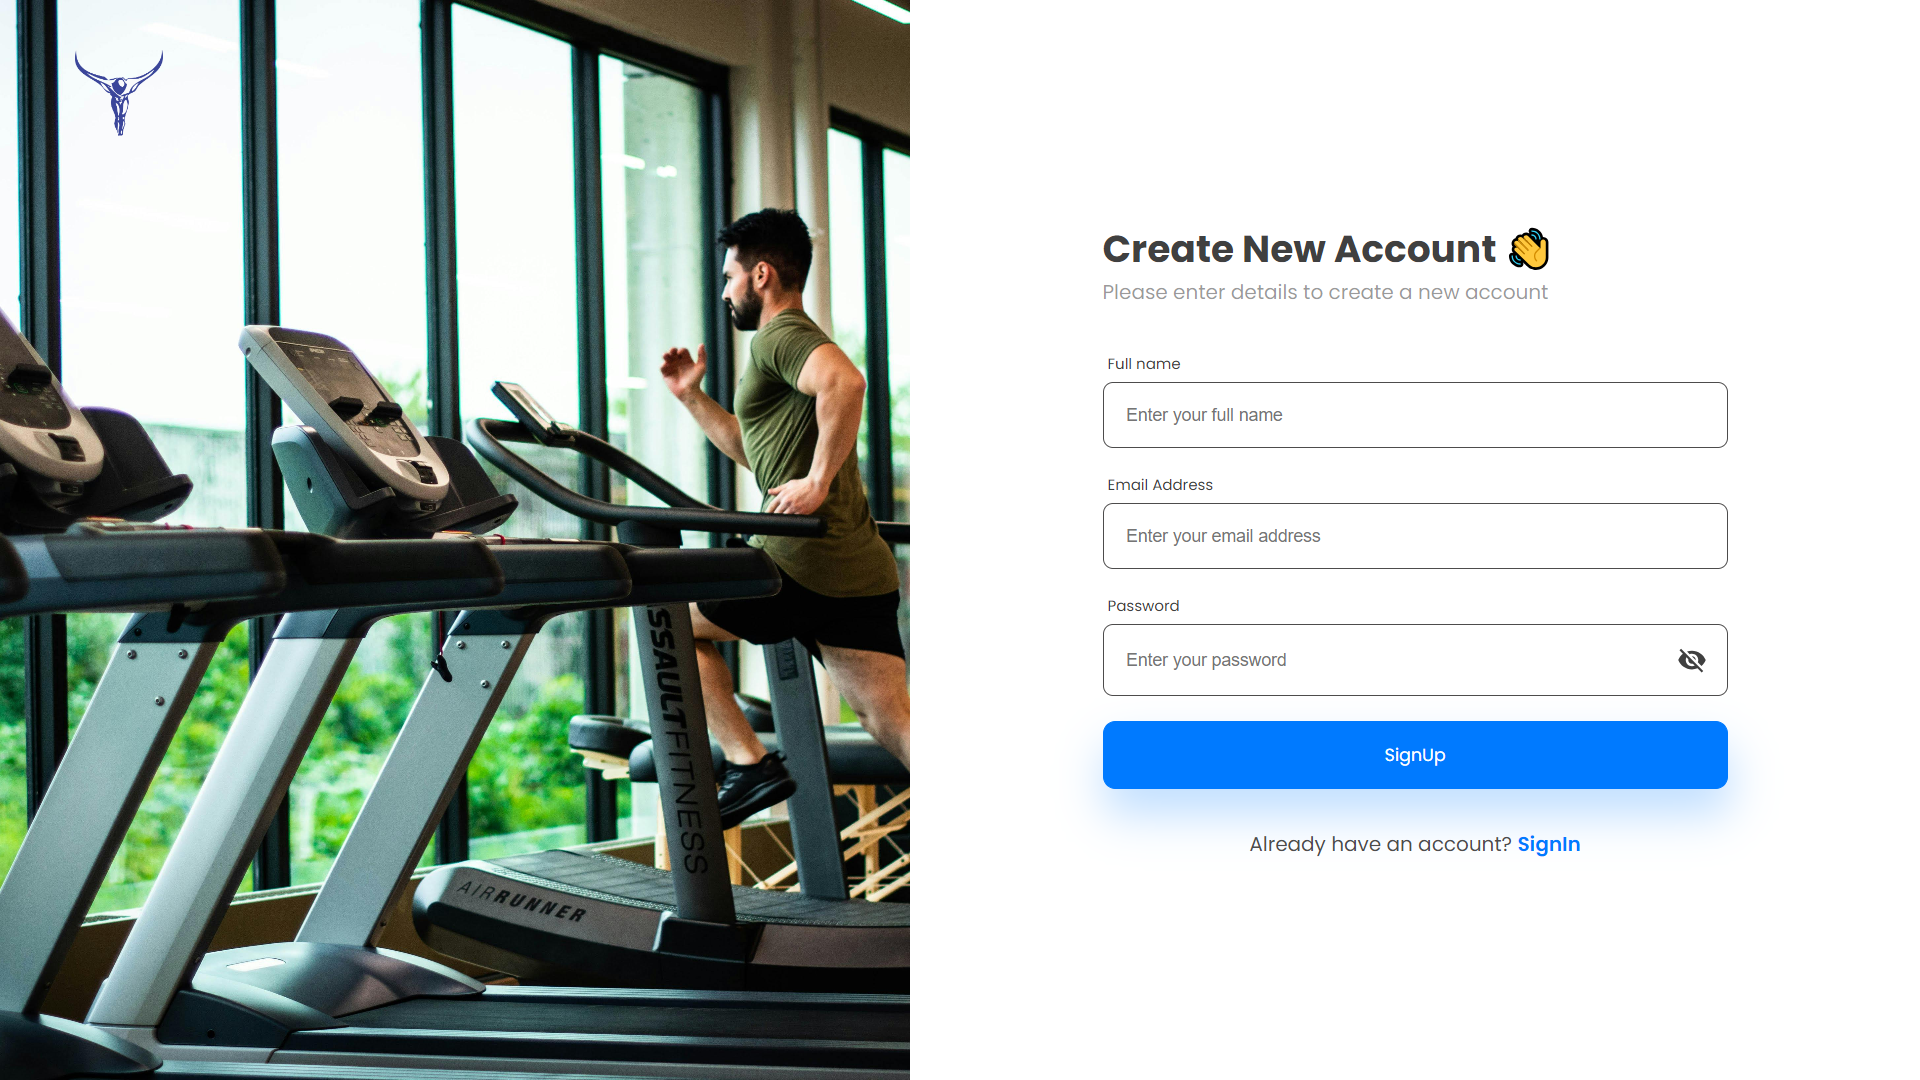 Create New Account 👋
Please enter details to create a new account
Full name
Enter your full name
Email Address
Enter your email address
Password
Enter your password
SignUp
Already have an account? SignIn
SSAULTFITNESS
AIRRUNNER